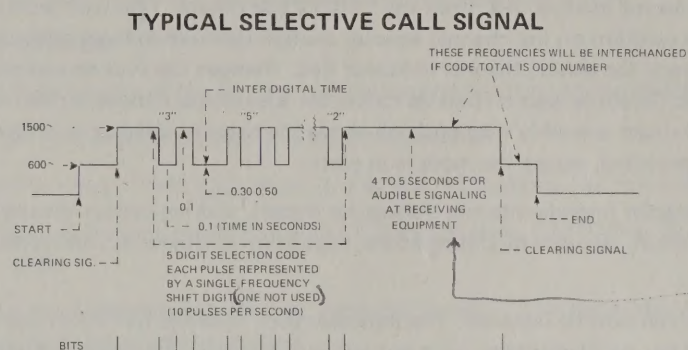 TYPICAL SELECTIVE CALL SIGNAL
THESE FREQUENCIES WILL BE INTERCHANGED
IF CODE TOTAL IS ODD NUMBER
INTER DIGITAL TIME
"3"
"5"
"2"
1500~
600~
0.30 0.50
0.1
0.1 (TIME IN SECONDS)
START
CLEARING SIG.
5 DIGIT SELECTION CODE
EACH PULSE REPRESENTED
BY A SINGLE FREQUENCY
SHIFT DIGIT (ONE NOT USED)
(10 PULSES PER SECOND)
4 TO 5 SECONDS FOR
AUDIBLE SIGNALING
AT RECEIVING
EQUIPMENT
END
CLEARING SIGNAL
BITS